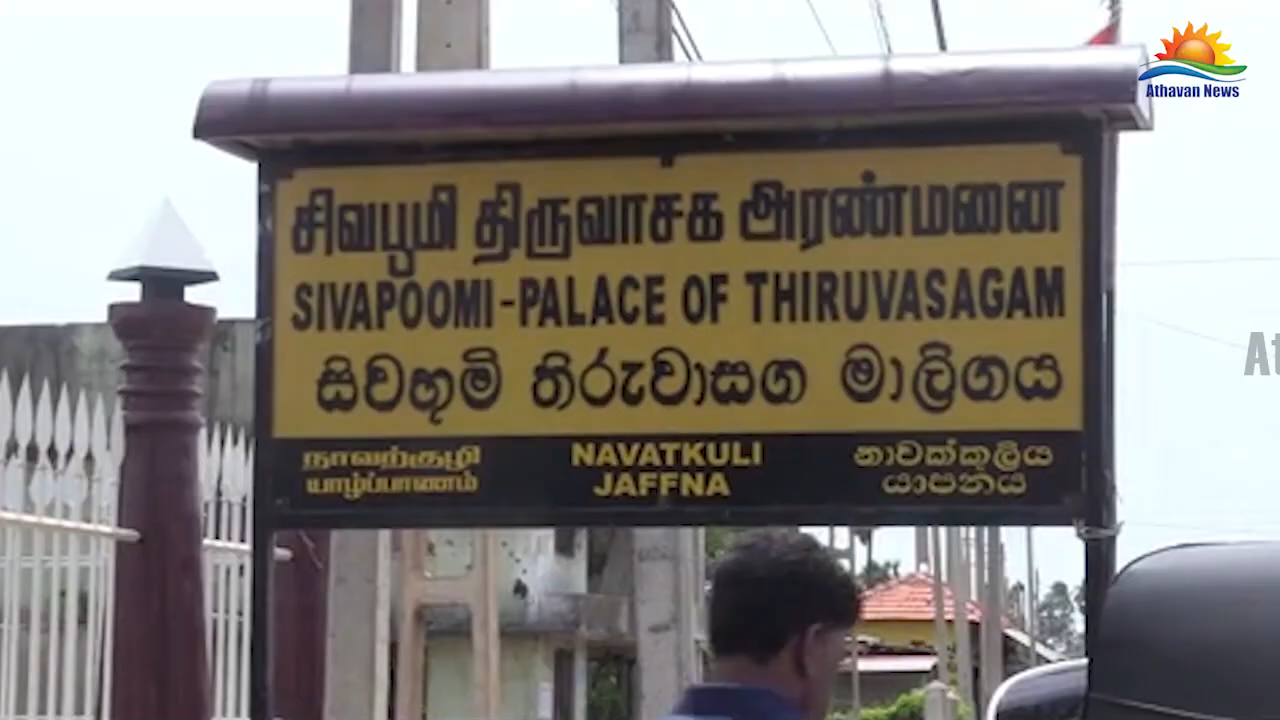 Athavan News
சிவபூமி திருவாசக அரண்மனை
SIVAPOOMI-PALACE OF THIRUVASAGAM
සිවභූමි තිරුවාසග මාලිගය
நாவற்குழி NAVATKULI නාවක්කුලිය
யாழ்ப்பாணம் JAFFNA යාපනය
At